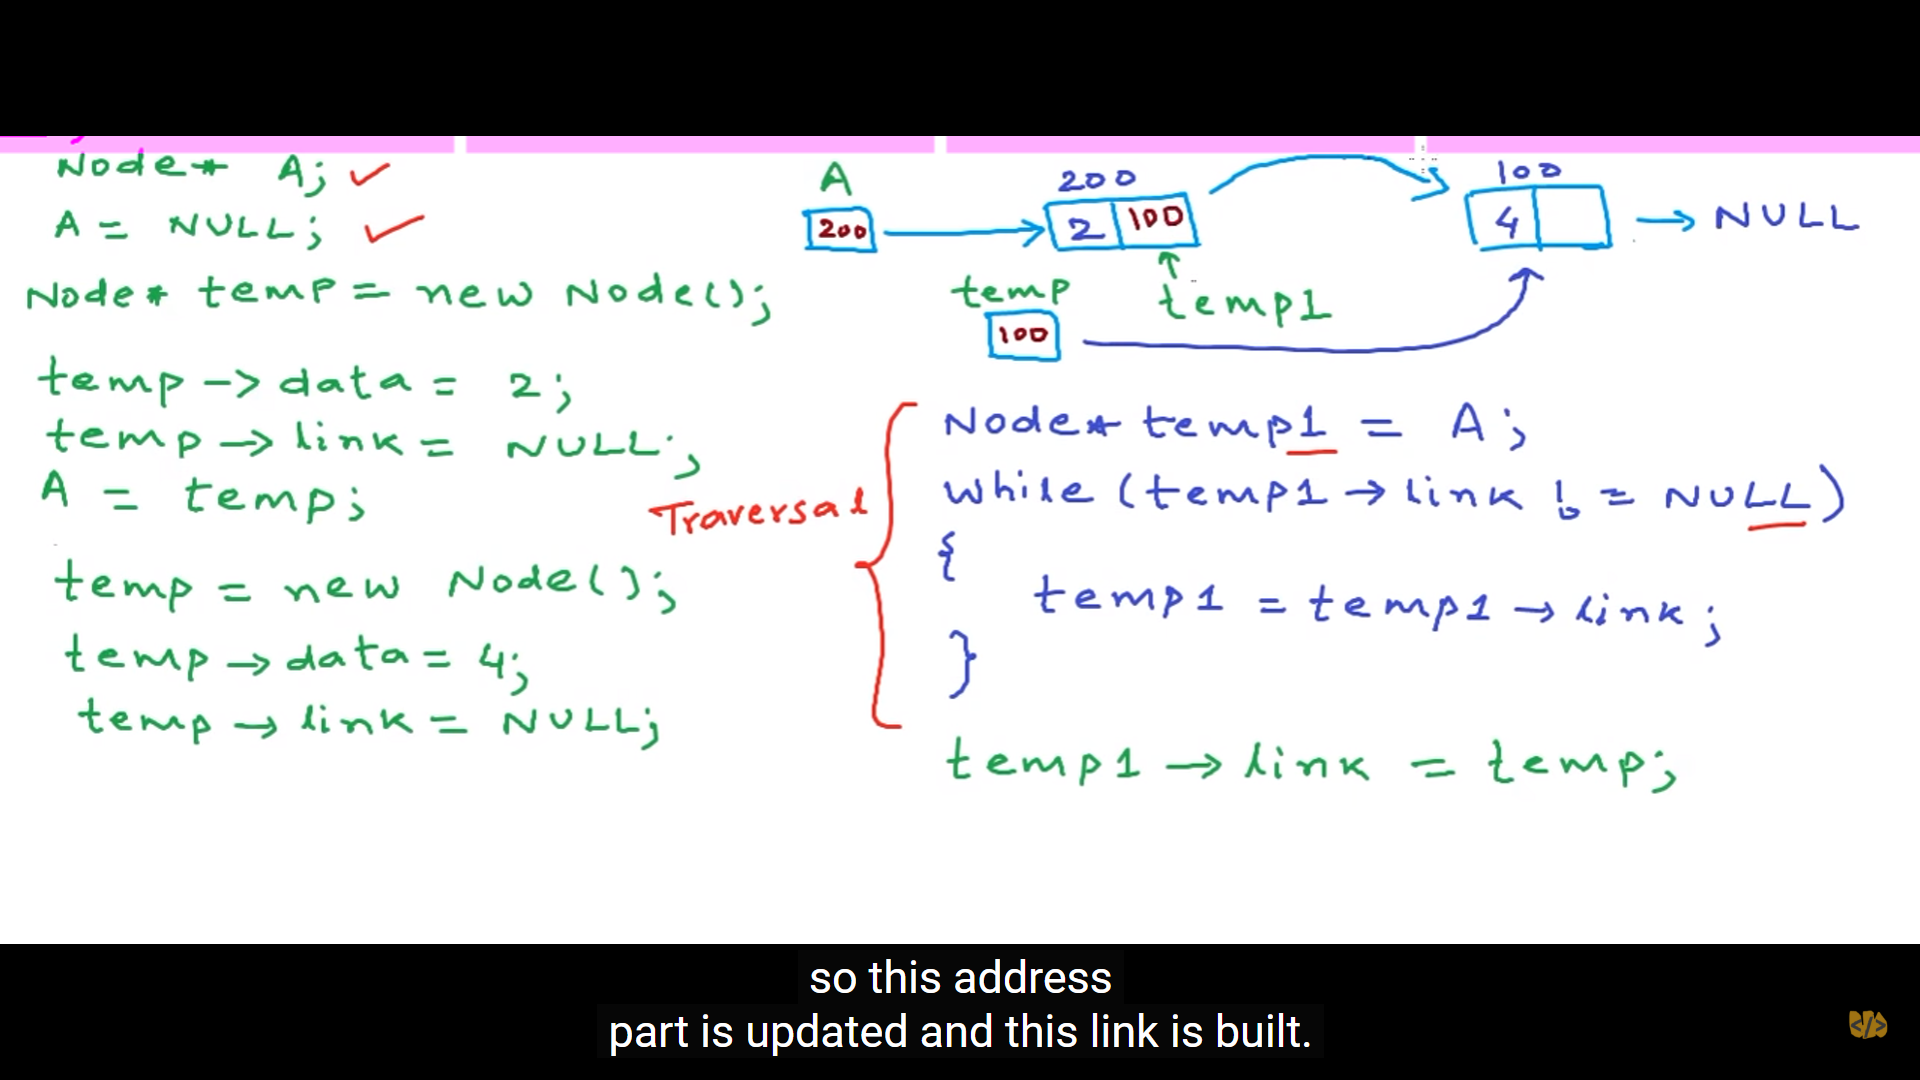 Node* A;
A = NULL;
Node* temp = new Node();
temp -> data = 2;
temp -> link = NULL;
A = temp;
temp = new Node();
temp -> data = 4;
temp -> link = NULL;
A
200
200
2 100
100
4
NULL
temp
100
temp1
Traversal
Node* temp1 = A;
while (temp1 -> link != NULL)
{
temp1 = temp1 -> link;
}
temp1 -> link = temp;
so this address
part is updated and this link is built.